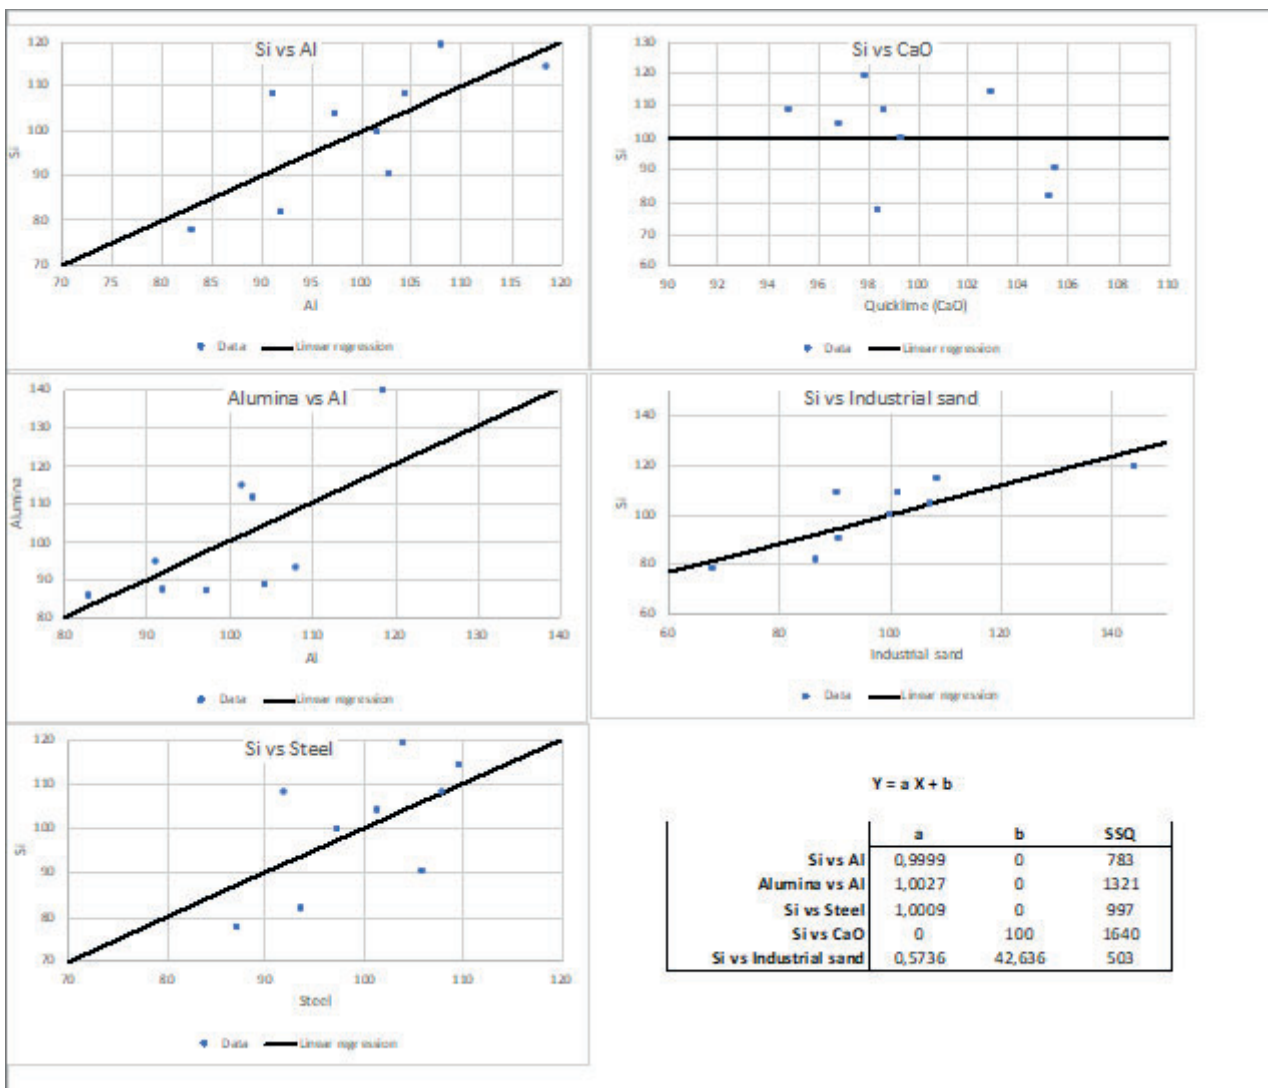 Si vs Al
120
110
100
90
80
70
Si
70 75 80 85 90 95 100 105 110 115 120
Al
Data Linear regression
Si vs CaO
130
120
110
100
90
80
70
60
Si
90 92 94 96 98 100 102 104 106 108 110
Quicklime (CaO)
Data Linear regression
Alumina vs Al
140
130
120
110
100
90
80
Alumina
80 90 100 110 120 130 140
Al
Data Linear regression
Si vs Industrial sand
140
120
100
80
60
Si
60 80 100 120 140
Industrial sand
Data Linear regression
Si vs Steel
120
110
100
90
80
70
Si
70 80 90 100 110 120
Steel
Data Linear regression
Y = a X + b
a b SSQ
Si vs Al 0,9999 0 783
Alumina vs Al 1,0027 0 1321
Si vs Steel 1,0009 0 997
Si vs CaO 0 100 1640
Si vs Industrial sand 0,5736 42,636 503